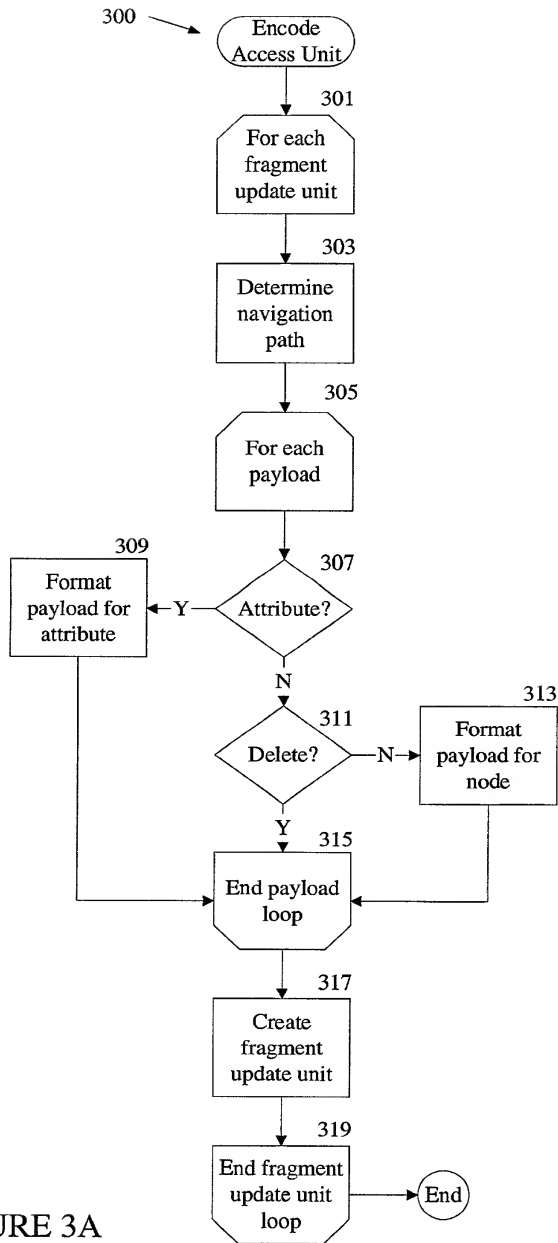 300
Encode
Access Unit
301
For each
fragment
update unit
303
Determine
navigation
path
305
For each
payload
307
Attribute?
Y
309
Format
payload for
attribute
N
311
Delete?
N
313
Format
payload for
node
Y
315
End payload
loop
317
Create
fragment
update unit
319
End fragment
update unit
loop
End
URE 3A